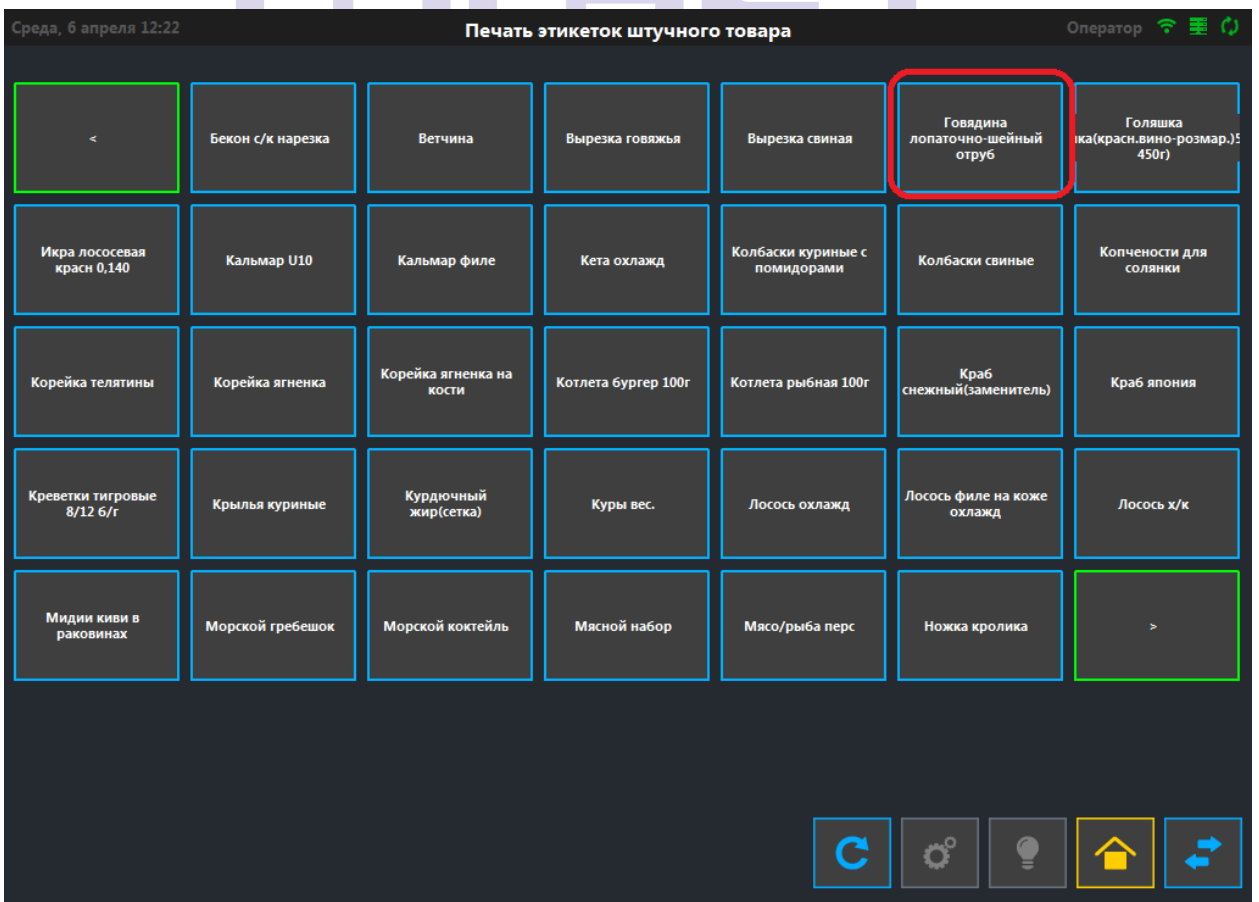 Среда, 6 апреля 12:22
Печать этикеток штучного товара
Оператор
<
Бекон с/к нарезка
Ветчина
Вырезка говяжья
Вырезка свиная
Говядина
лопаточно-шейный
отруб
Голяшка
ка(красн.вино-розмар.)5
450г)
Икра лососевая
красн 0,140
Кальмар U10
Кальмар филе
Кета охлажд
Колбаски куриные с
помидорами
Колбаски свиные
Копчености для
солянки
Корейка телятины
Корейка ягненка
Корейка ягненка на
кости
Котлета бургер 100г
Котлета рыбная 100г
Краб
снежный(заменитель)
Краб япония
Креветки тигровые
8/12 б/г
Крылья куриные
Курдючный
жир(сетка)
Куры вес.
Лосось охлажд
Лосось филе на коже
охлажд
Лосось х/к
Мидии киви в
раковинах
Морской гребешок
Морской коктейль
Мясной набор
Мясо/рыба перс
Ножка кролика
>